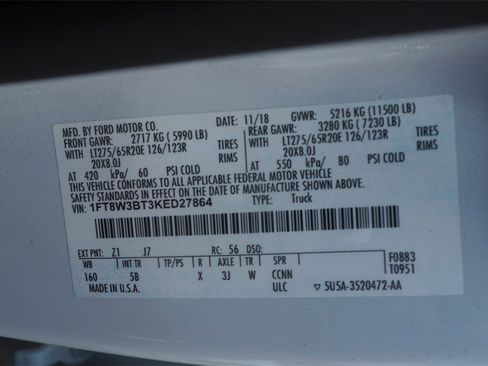 MFD. BY FORD MOTOR CO.
DATE: 11/18 GVWR: 5216 KG (11500 LB)
FRONT GAWR: 2717 KG (5990 LB) REAR GAWR: 3280 KG (7230 LB)
WITH LT275/65R20E 126/123R TIRES WITH LT275/65R20E 126/123R TIRES
20X8.0J RIMS 20X8.0J RIMS
AT 420 kPa/ 60 PSI COLD AT 550 kPa/ 80 PSI COLD
THIS VEHICLE CONFORMS TO ALL APPLICABLE FEDERAL MOTOR VEHICLE
SAFETY STANDARDS IN EFFECT ON THE DATE OF MANUFACTURE SHOWN ABOVE.
VIN: 1FT8W3BT3KED27864 TYPE: Truck
EXT PNT: Z1 J7 RC: 56 DSO:
WB INT TR TP/PS R AXLE TR SPR F0883
160 5B X 3J W CCNN T0951
MADE IN U.S.A. ULC ▽ 5U5A-3520472-AA